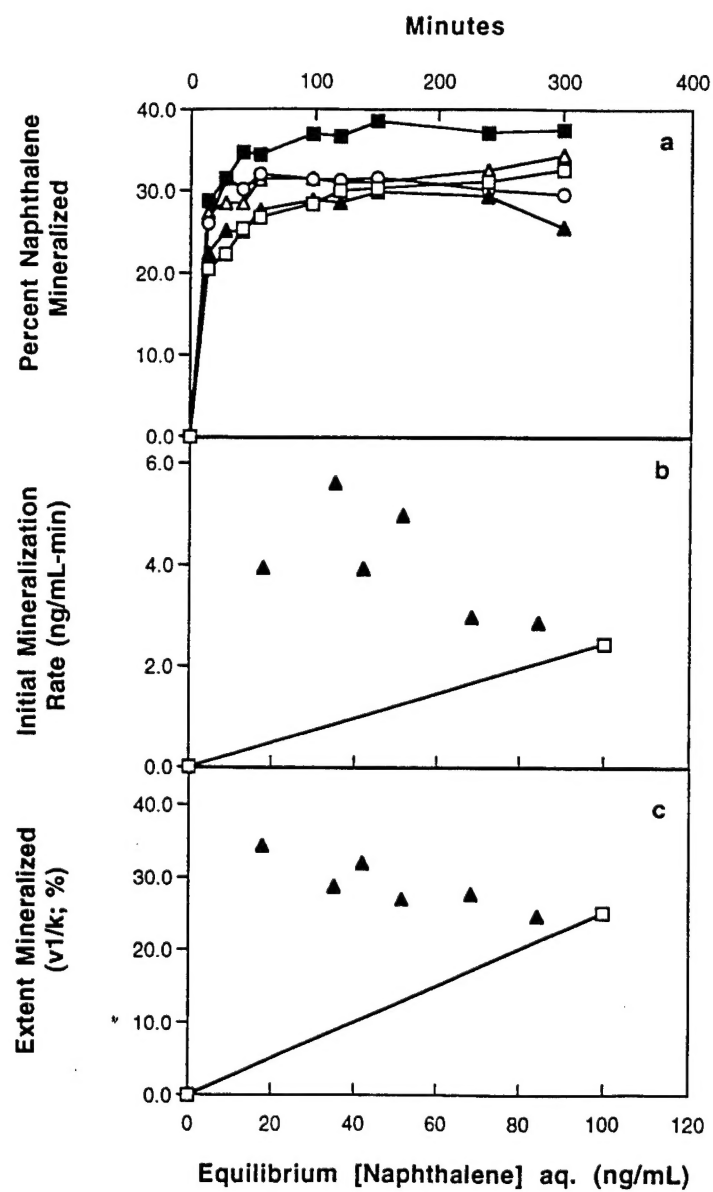 Minutes
0 100 200 300 400
40.0
30.0
20.0
10.0
0.0
Percent Naphthalene
Mineralized
a
6.0
4.0
2.0
0.0
Initial Mineralization
Rate (ng/mL-min)
b
40.0
30.0
20.0
10.0
0.0
Extent Mineralized
(v1/k; %)
c
0 20 40 60 80 100 120
Equilibrium [Naphthalene] aq. (ng/mL)